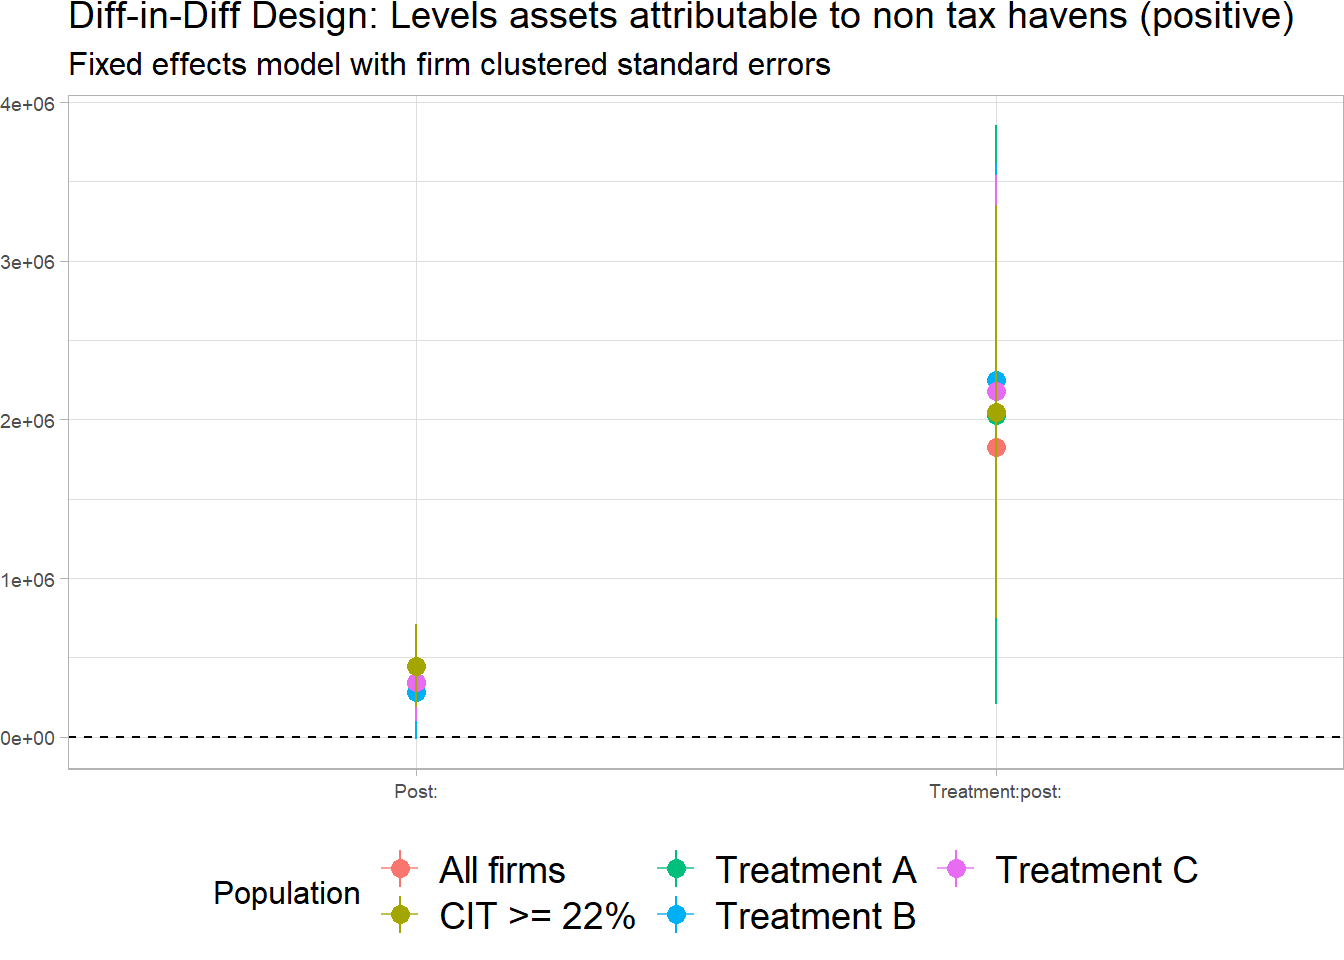 Diff-in-Diff Design: Levels assets attributable to non tax havens (positive)
Fixed effects model with firm clustered standard errors
4e+06
3e+06
2e+06
1e+06
0e+00
Post:
Treatment:post:
Population
All firms
CIT >= 22%
Treatment A
Treatment B
Treatment C